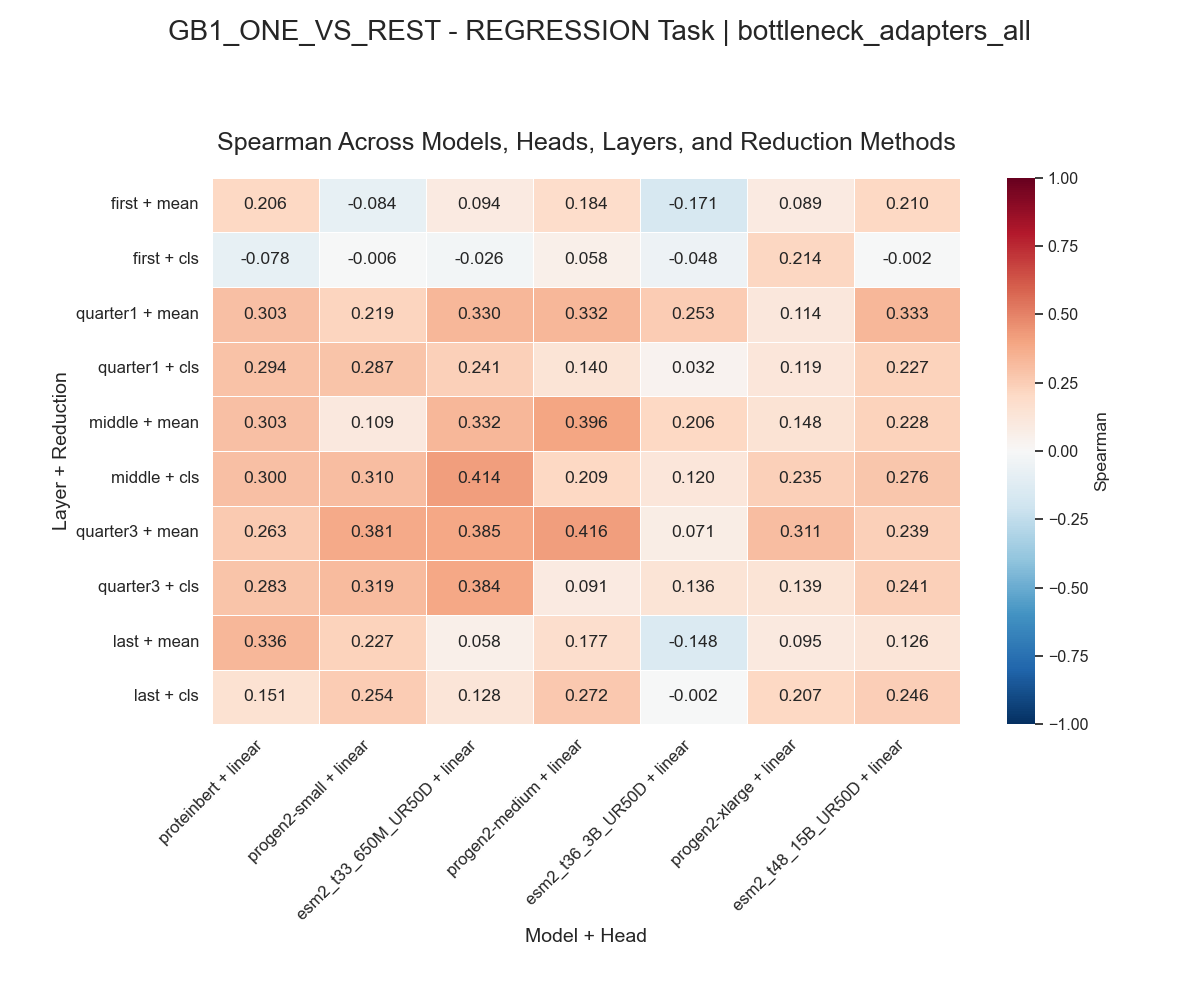 GB1_ONE_VS_REST - REGRESSION Task | bottleneck_adapters_all
Spearman Across Models, Heads, Layers, and Reduction Methods
Layer + Reduction
first + mean 0.206 -0.084 0.094 0.184 -0.171 0.089 0.210
first + cls -0.078 -0.006 -0.026 0.058 -0.048 0.214 -0.002
quarter1 + mean 0.303 0.219 0.330 0.332 0.253 0.114 0.333
quarter1 + cls 0.294 0.287 0.241 0.140 0.032 0.119 0.227
middle + mean 0.303 0.109 0.332 0.396 0.206 0.148 0.228
middle + cls 0.300 0.310 0.414 0.209 0.120 0.235 0.276
quarter3 + mean 0.263 0.381 0.385 0.416 0.071 0.311 0.239
quarter3 + cls 0.283 0.319 0.384 0.091 0.136 0.139 0.241
last + mean 0.336 0.227 0.058 0.177 -0.148 0.095 0.126
last + cls 0.151 0.254 0.128 0.272 -0.002 0.207 0.246
proteinbert + linear
progen2-small + linear
esm2_t33_650M_UR50D + linear
progen2-medium + linear
esm2_t36_3B_UR50D + linear
progen2-xlarge + linear
esm2_t48_15B_UR50D + linear
Model + Head
1.00
0.75
0.50
0.25
0.00
−0.25
−0.50
−0.75
−1.00
Spearman